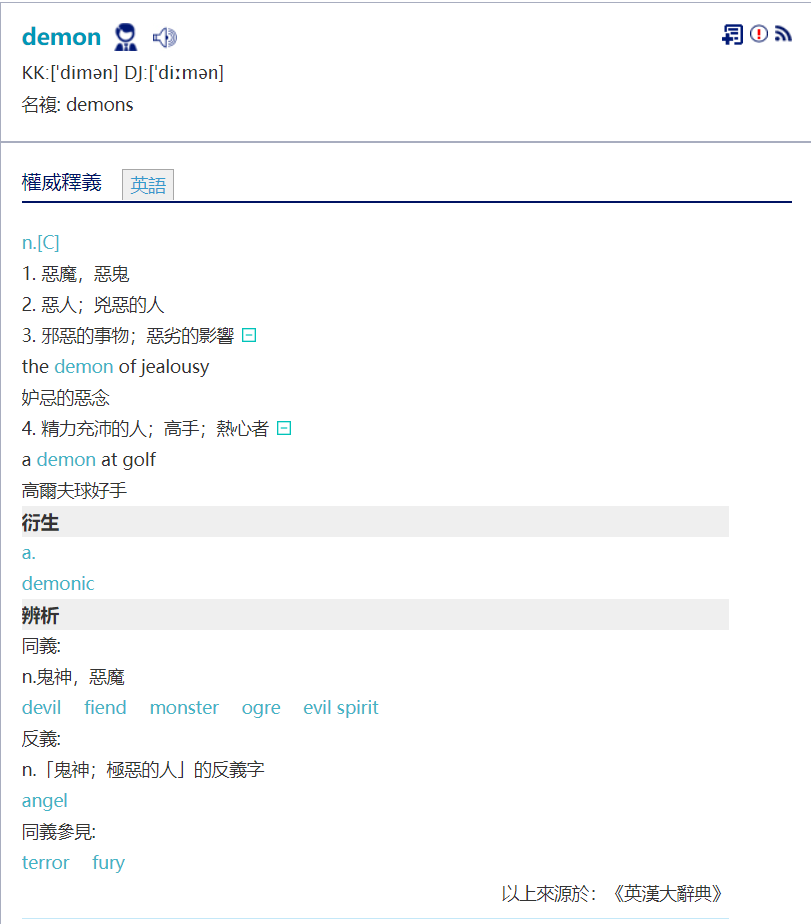 demon
KK:[ˈdimən] DJ:[ˈdiːmən]
名複: demons
權威釋義 英語
n.[C]
1. 惡魔，惡鬼
2. 惡人；兇惡的人
3. 邪惡的事物；惡劣的影響
the demon of jealousy
妒忌的惡念
4. 精力充沛的人；高手；熱心者
a demon at golf
高爾夫球好手
衍生
a.
demonic
辨析
同義:
n.鬼神，惡魔
devil fiend monster ogre evil spirit
反義:
n.「鬼神；極惡的人」的反義字
angel
同義參見:
terror fury
以上來源於：《英漢大辭典》